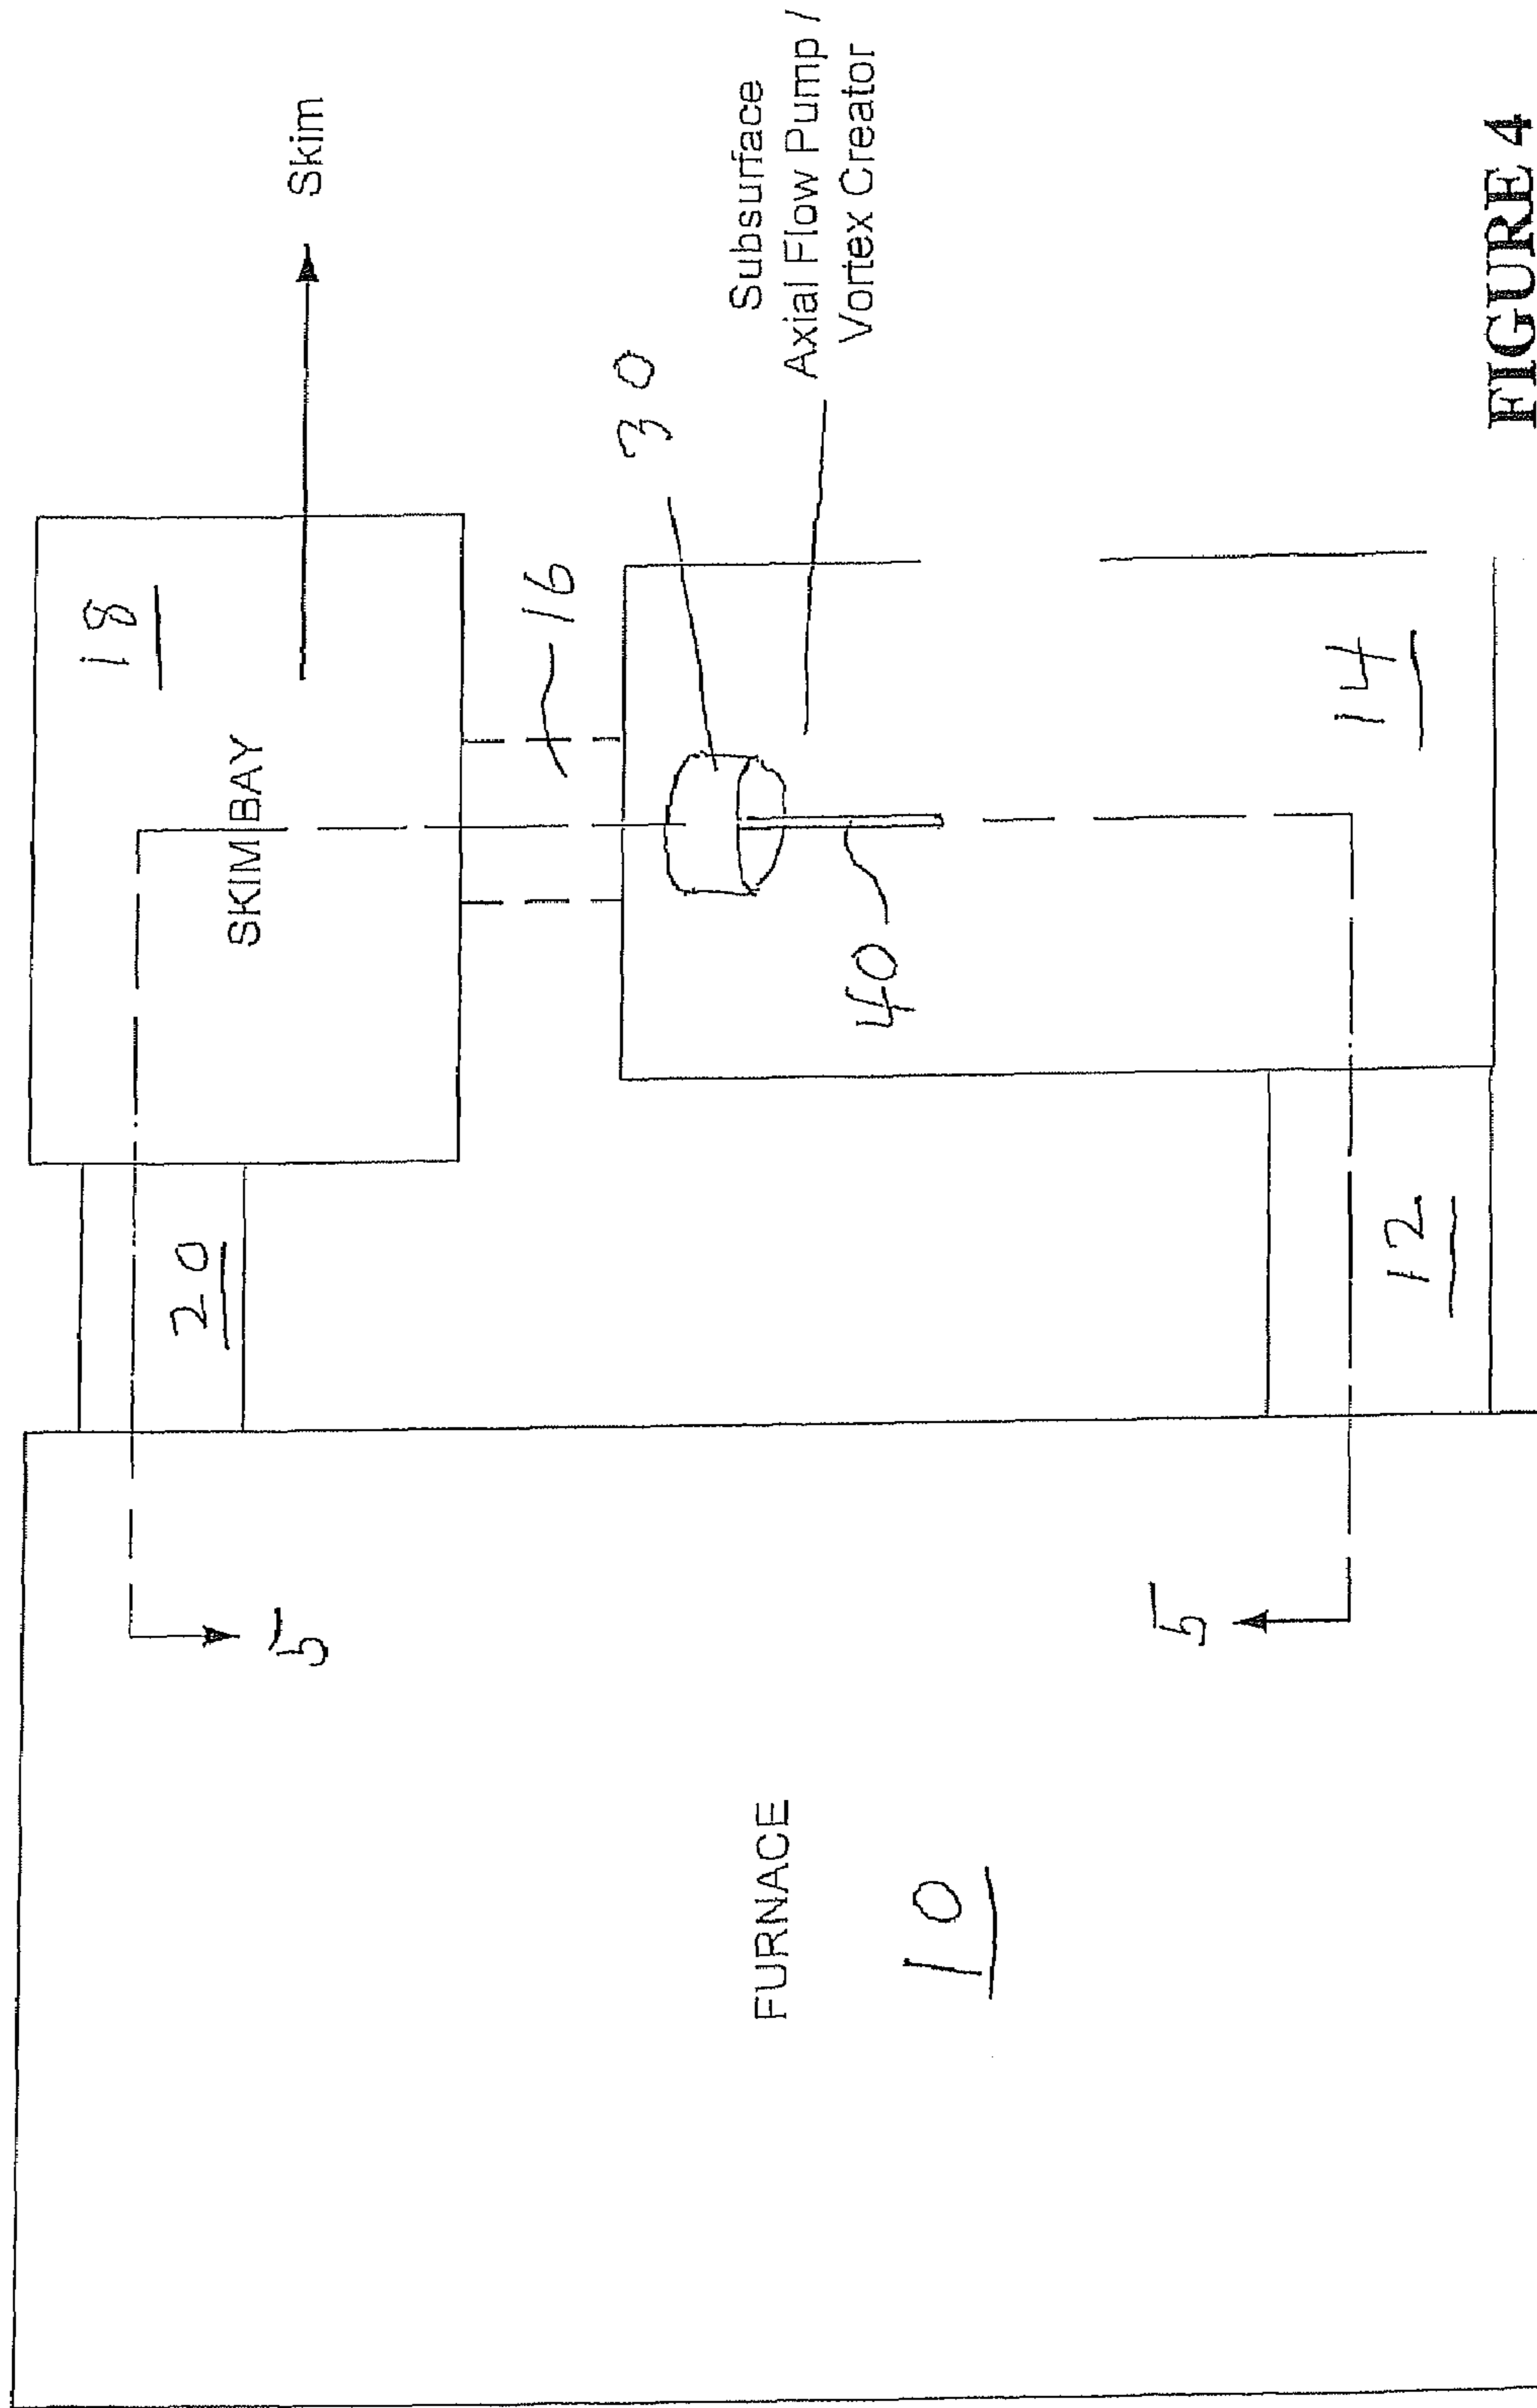 FURNACE
10
20
5
5
12
18
SKIM BAY
Skim
16
30
40
14
Subsurface
Axial Flow Pump /
Vortex Creator
FIGURE 4